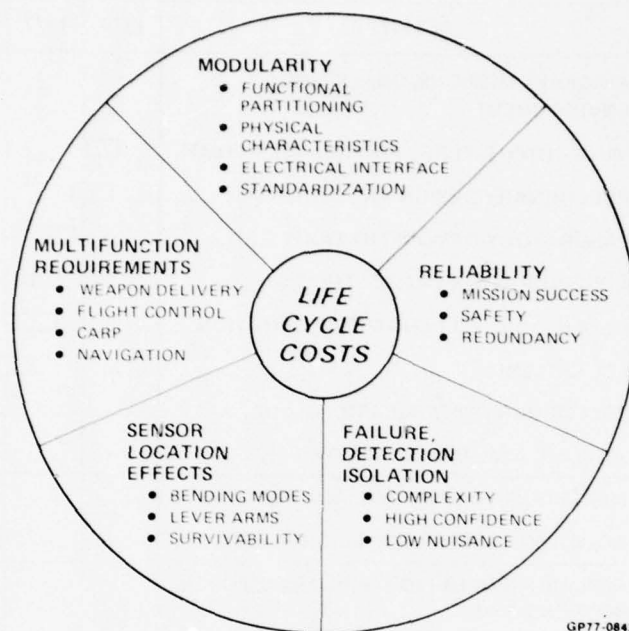 MODULARITY
• FUNCTIONAL
PARTITIONING
• PHYSICAL
CHARACTERISTICS
• ELECTRICAL INTERFACE
• STANDARDIZATION
MULTIFUNCTION
REQUIREMENTS
• WEAPON DELIVERY
• FLIGHT CONTROL
• CARP
• NAVIGATION
LIFE
CYCLE
COSTS
RELIABILITY
• MISSION SUCCESS
• SAFETY
• REDUNDANCY
SENSOR
LOCATION
EFFECTS
• BENDING MODES
• LEVER ARMS
• SURVIVABILITY
FAILURE,
DETECTION
ISOLATION
• COMPLEXITY
• HIGH CONFIDENCE
• LOW NUISANCE